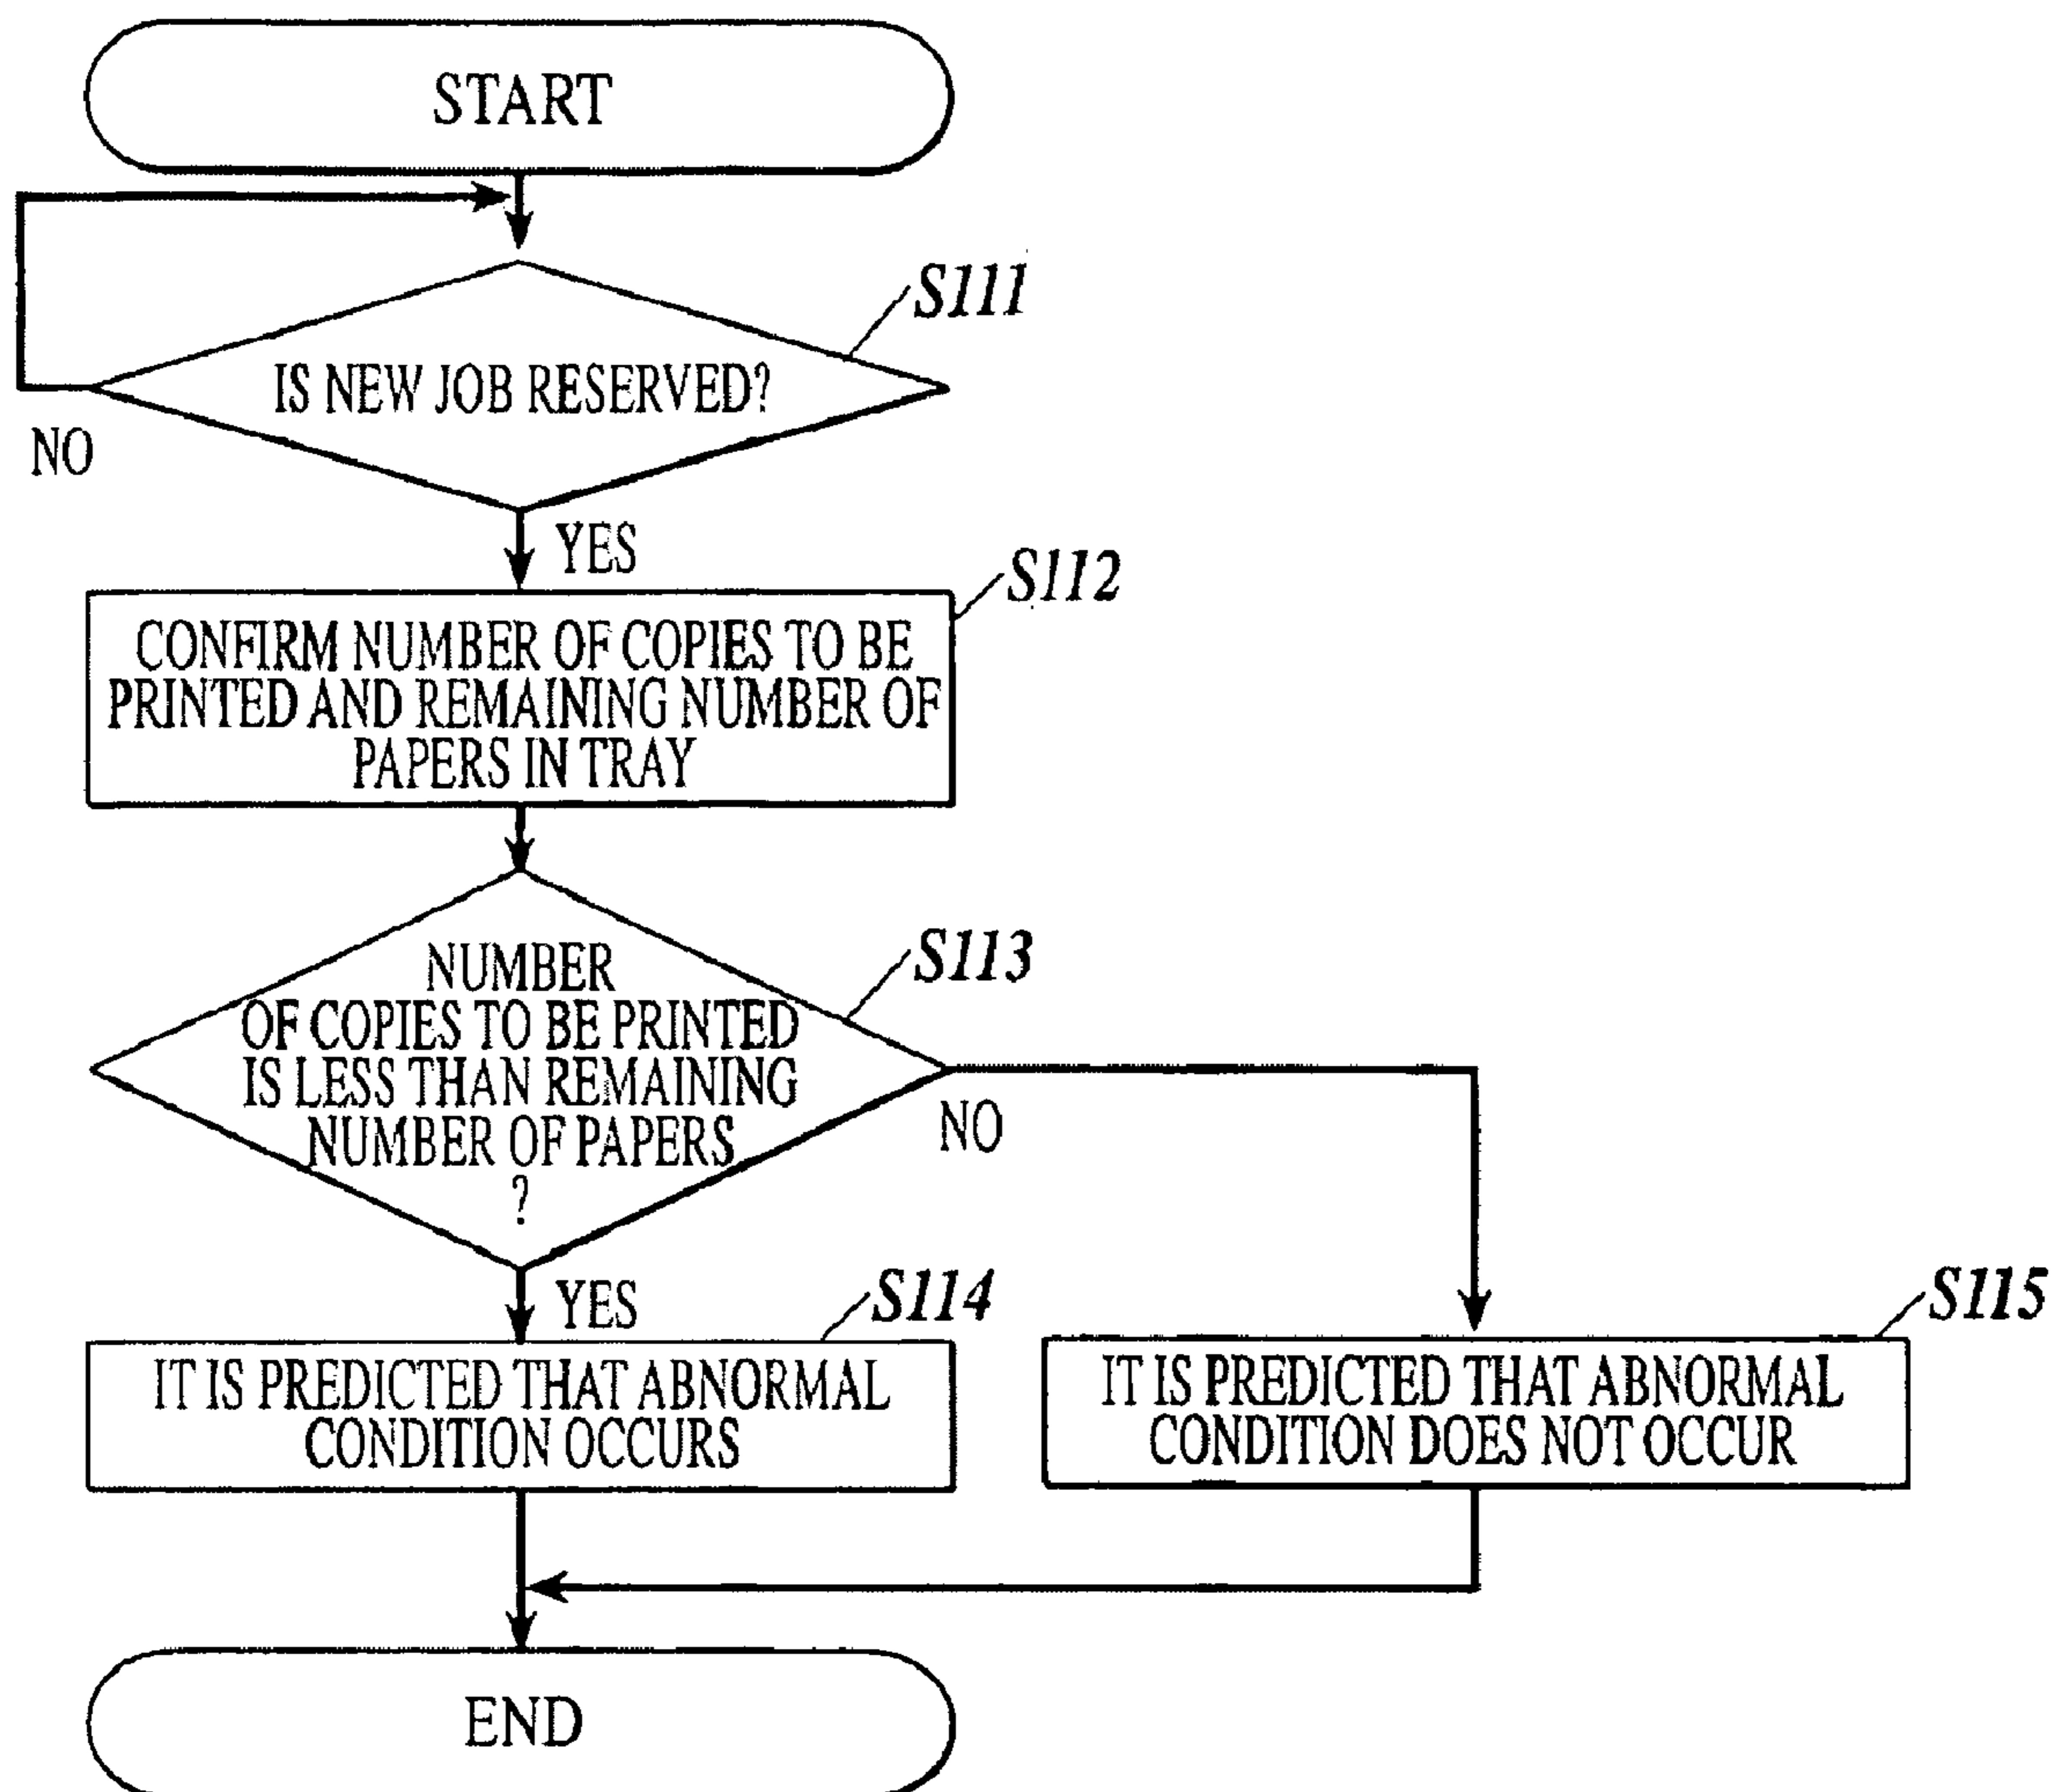 START
S111
IS NEW JOB RESERVED?
NO
YES
S112
CONFIRM NUMBER OF COPIES TO BE
PRINTED AND REMAINING NUMBER OF
PAPERS IN TRAY
S113
NUMBER
OF COPIES TO BE PRINTED
IS LESS THAN REMAINING
NUMBER OF PAPERS
?
NO
YES
S114
IT IS PREDICTED THAT ABNORMAL
CONDITION OCCURS
S115
IT IS PREDICTED THAT ABNORMAL
CONDITION DOES NOT OCCUR
END